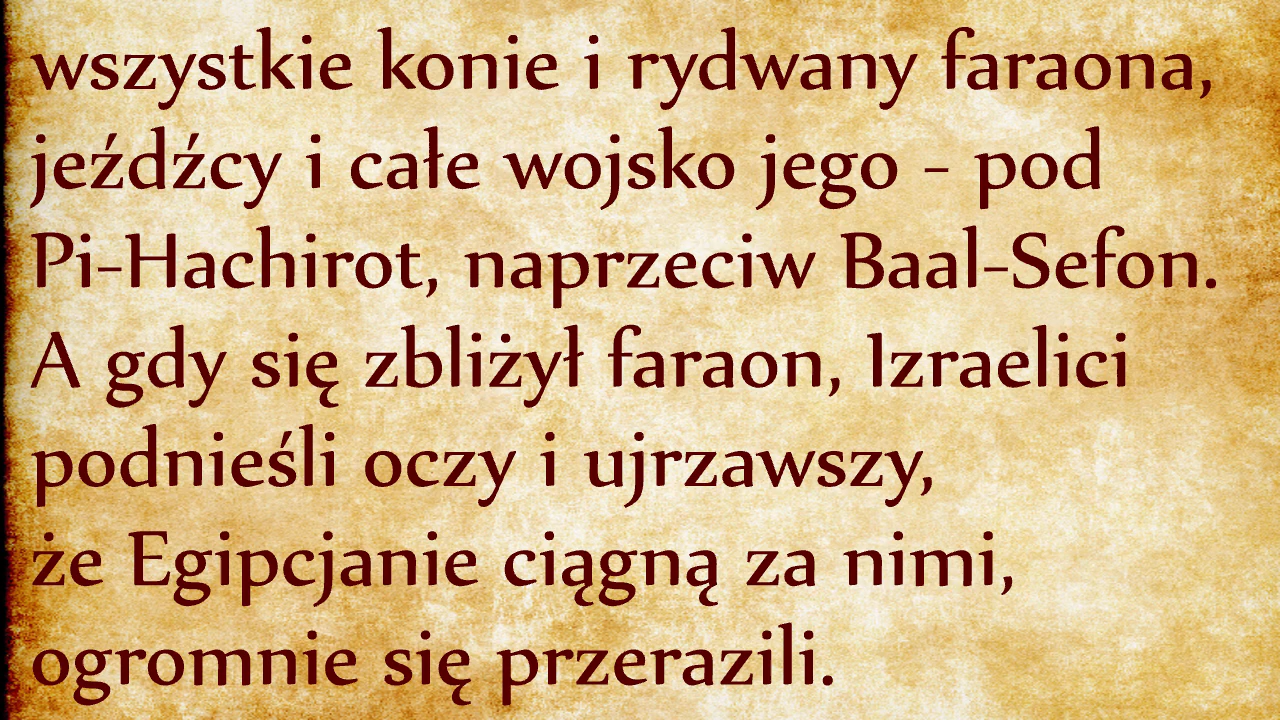 wszystkie konie i rydwany faraona,
jeźdźcy i całe wojsko jego - pod
Pi-Hachirot, naprzeciw Baal-Sefon.
A gdy się zbliżył faraon, Izraelici
podnieśli oczy i ujrzawszy,
że Egipcjanie ciągną za nimi,
ogromnie się przerazili.